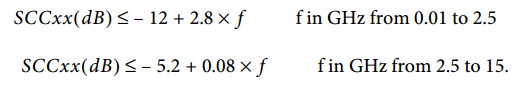 SCCxx(dB) ≤ – 12 + 2.8 × f f in GHz from 0.01 to 2.5
SCCxx(dB) ≤ – 5.2 + 0.08 × f f in GHz from 2.5 to 15.